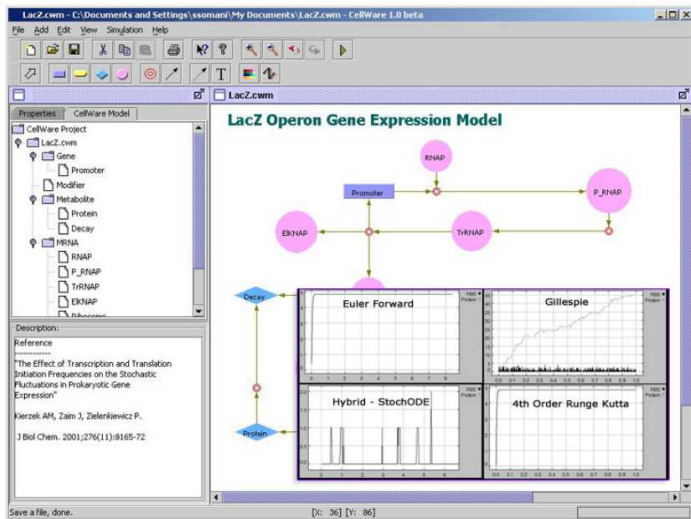 LacZ.cwm - C:\Documents and Settings\ssomani\My Documents\LacZ.cwm - CellWare 1.0 beta
File Add Edit View Simulation Help
LacZ.cwm
Properties CellWare Model
CellWare Project
LacZ.cwm
Gene
Promoter
Modifier
Metabolite
Protein
Decay
MRNA
RNAP
P_RNAP
TrRNAP
ElKNAP
Description:
Reference
------------
"The Effect of Transcription and Translation
Initiation Frequencies on the Stochastic
Fluctuations in Prokaryotic Gene
Expression"
Kierzek AM, Zaim J, Zielenkiewicz P.
J Biol Chem. 2001;276(11):8165-72
LacZ Operon Gene Expression Model
RNAP
Promoter
P_RNAP
ElKNAP
TrRNAP
Decay
Protein
Euler Forward
Gillespie
Hybrid - StochODE
4th Order Runge Kutta
Save a file, done.
[X: 36] [Y: 86]